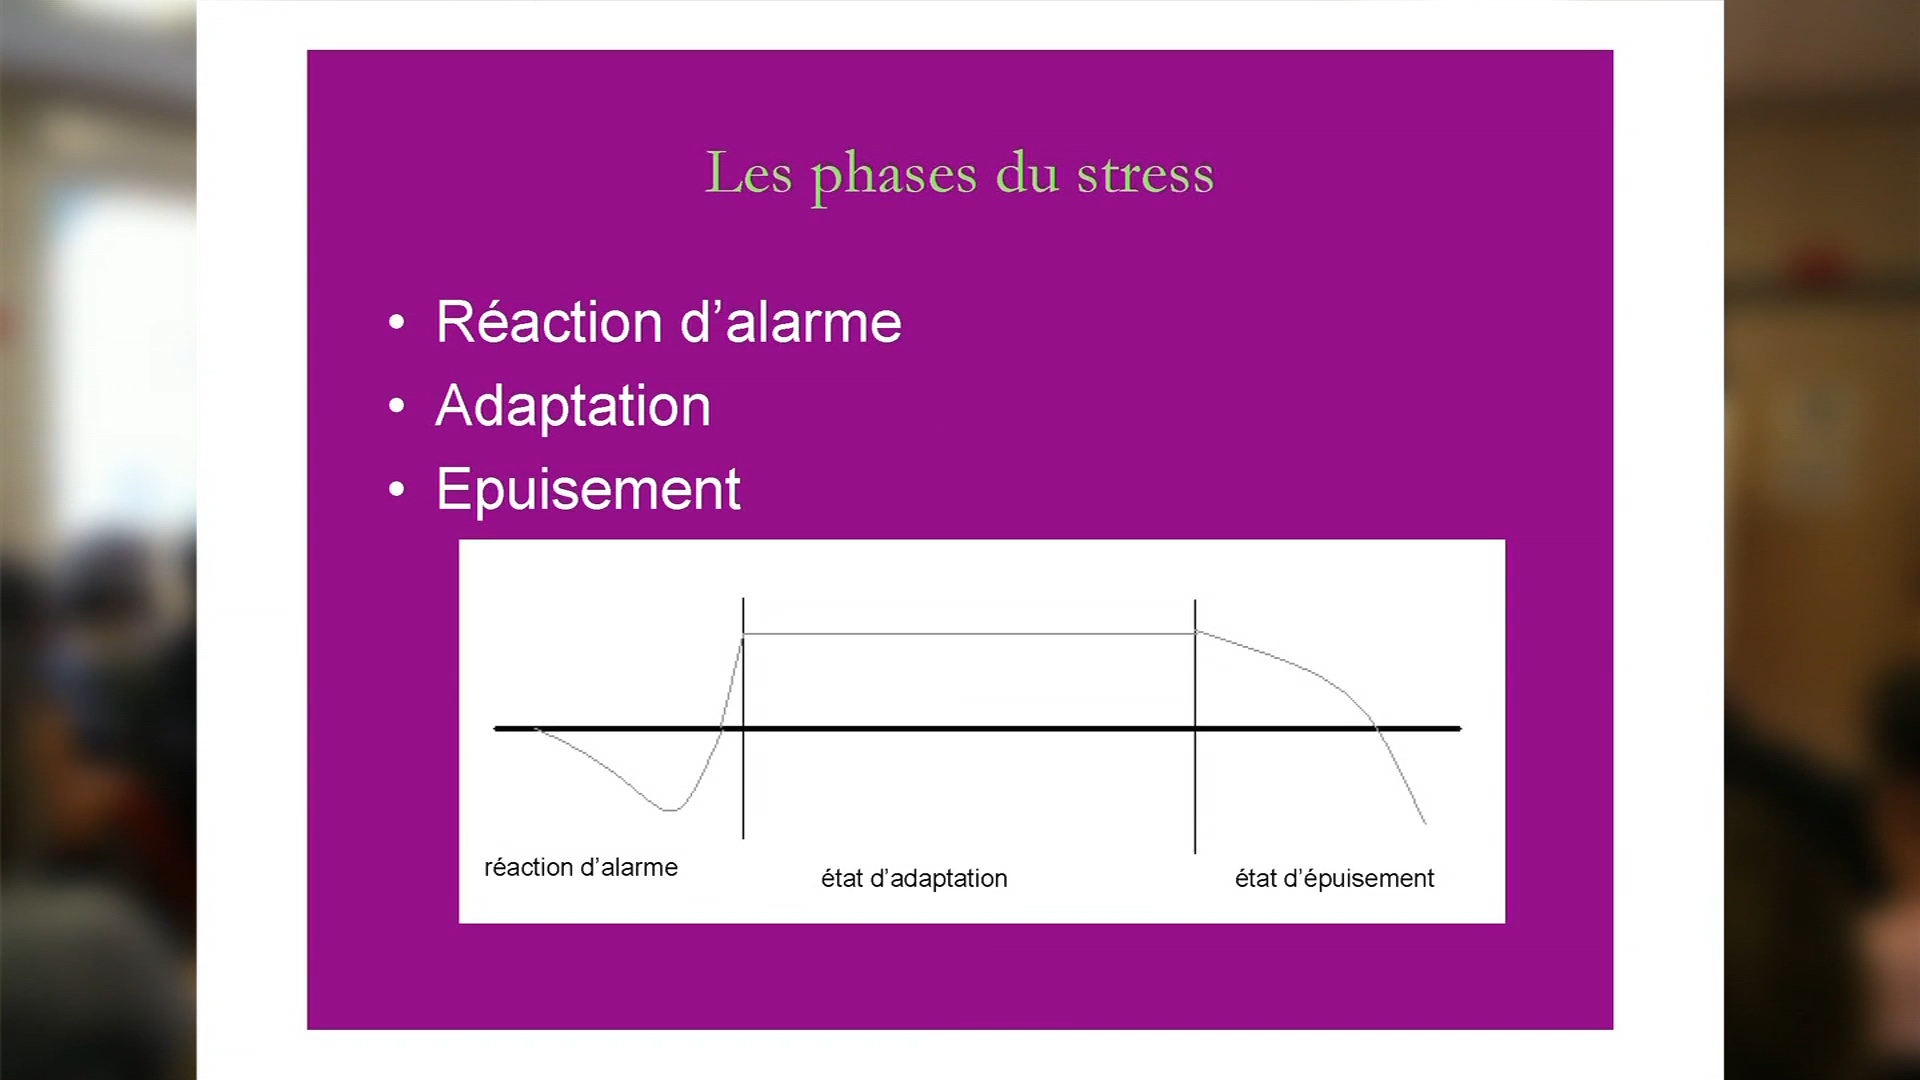 Les phases du stress
• Réaction d’alarme
• Adaptation
• Epuisement
réaction d’alarme
état d’adaptation
état d’épuisement